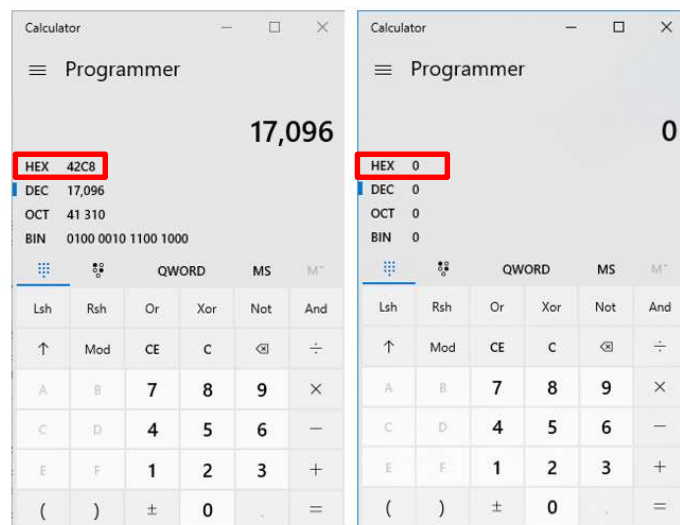 Calculator
Programmer
17,096
HEX 42C8
DEC 17,096
OCT 41 310
BIN 0100 0010 1100 1000
QWORD MS M˅
Lsh Rsh Or Xor Not And
↑ Mod CE C ⌫ ÷
A B 7 8 9 ×
C D 4 5 6 −
E F 1 2 3 +
( ) ± 0 . =
Calculator
Programmer
0
HEX 0
DEC 0
OCT 0
BIN 0
QWORD MS M˅
Lsh Rsh Or Xor Not And
↑ Mod CE C ⌫ ÷
A B 7 8 9 ×
C D 4 5 6 −
E F 1 2 3 +
( ) ± 0 . =